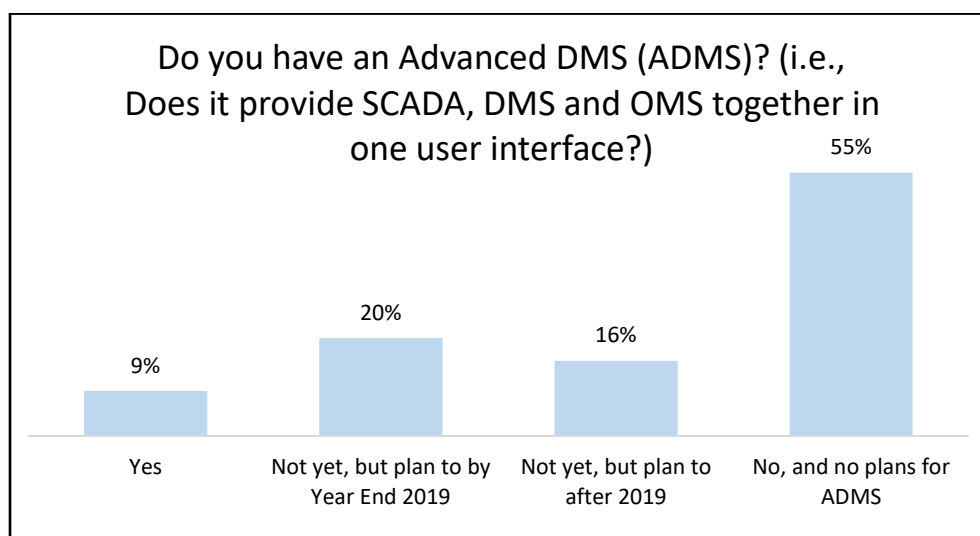 Do you have an Advanced DMS (ADMS)? (i.e.,
Does it provide SCADA, DMS and OMS together in
one user interface?)
55%
20%
16%
9%
Yes
Not yet, but plan to by
Year End 2019
Not yet, but plan to
after 2019
No, and no plans for
ADMS